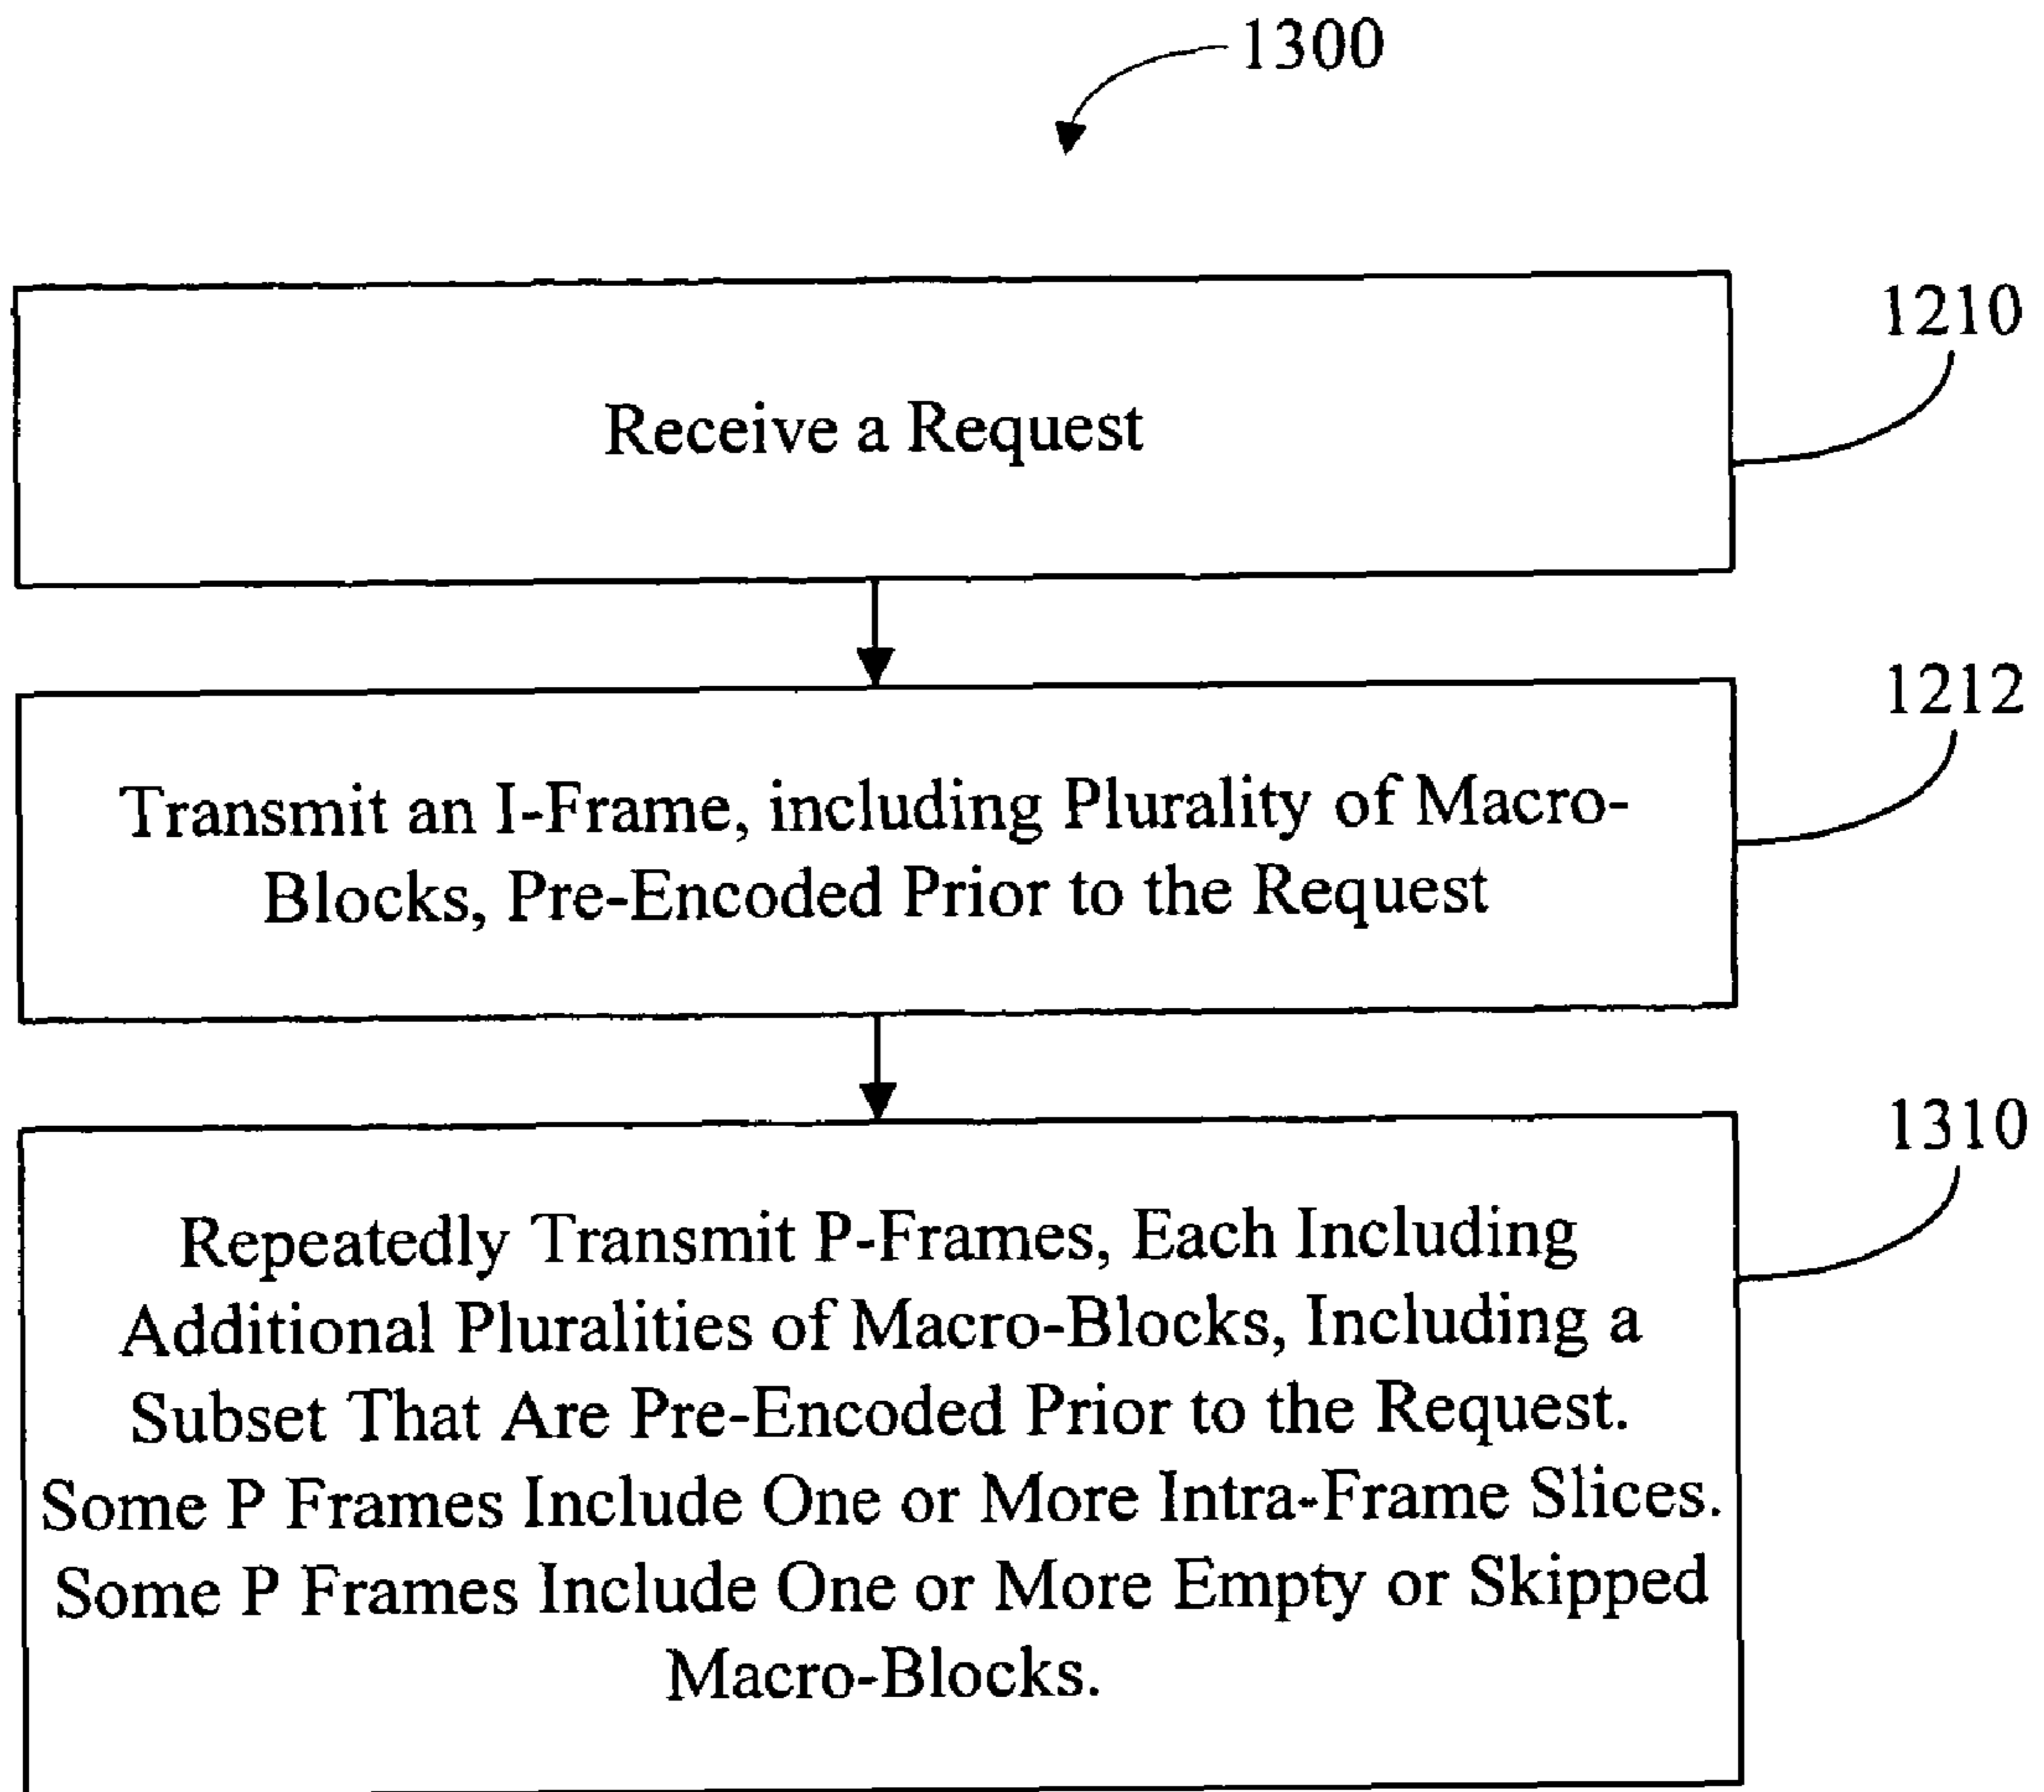 1300
1210
Receive a Request
1212
Transmit an I-Frame, including Plurality of Macro-
Blocks, Pre-Encoded Prior to the Request
1310
Repeatedly Transmit P-Frames, Each Including
Additional Pluralities of Macro-Blocks, Including a
Subset That Are Pre-Encoded Prior to the Request.
Some P Frames Include One or More Intra-Frame Slices.
Some P Frames Include One or More Empty or Skipped
Macro-Blocks.